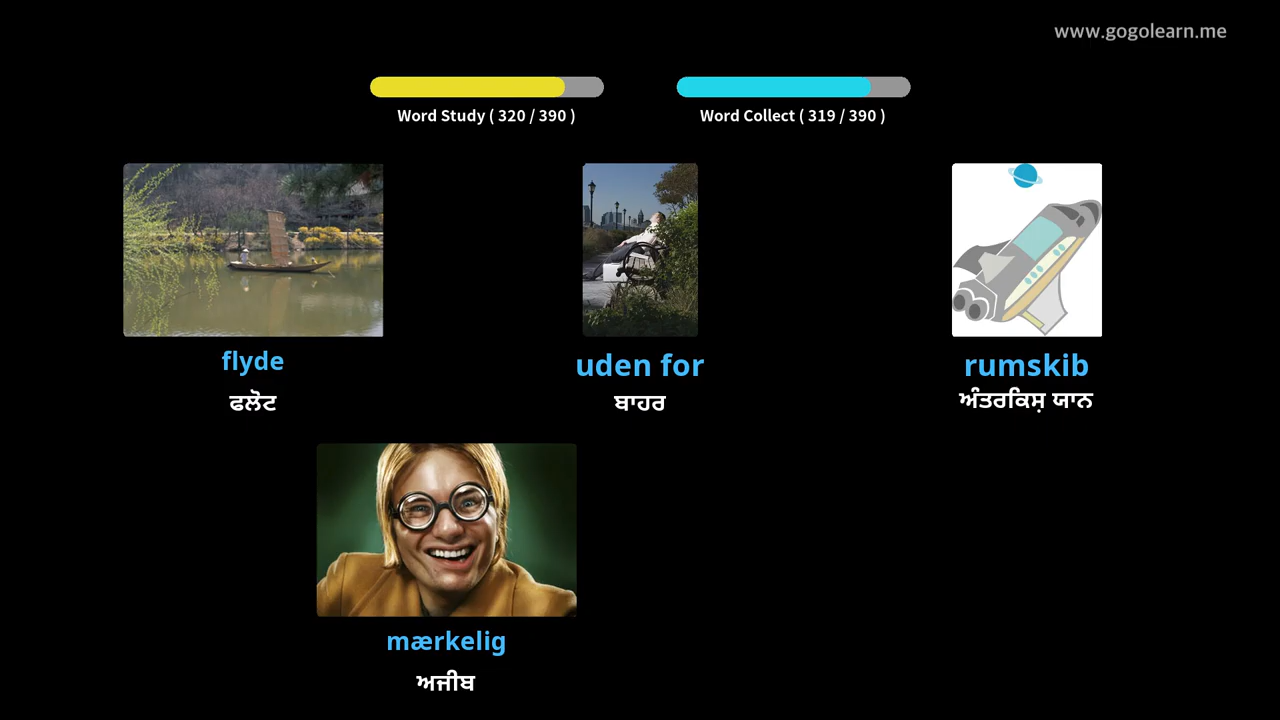 www.gogolearn.me
Word Study ( 320 / 390 )
Word Collect ( 319 / 390 )
flyde
ਫਲੋਟ
uden for
ਬਾਹਰ
rumskib
ਅੰਤਰਕਿਸ਼ ਯਾਨ
mærkelig
ਅਜੀਬ